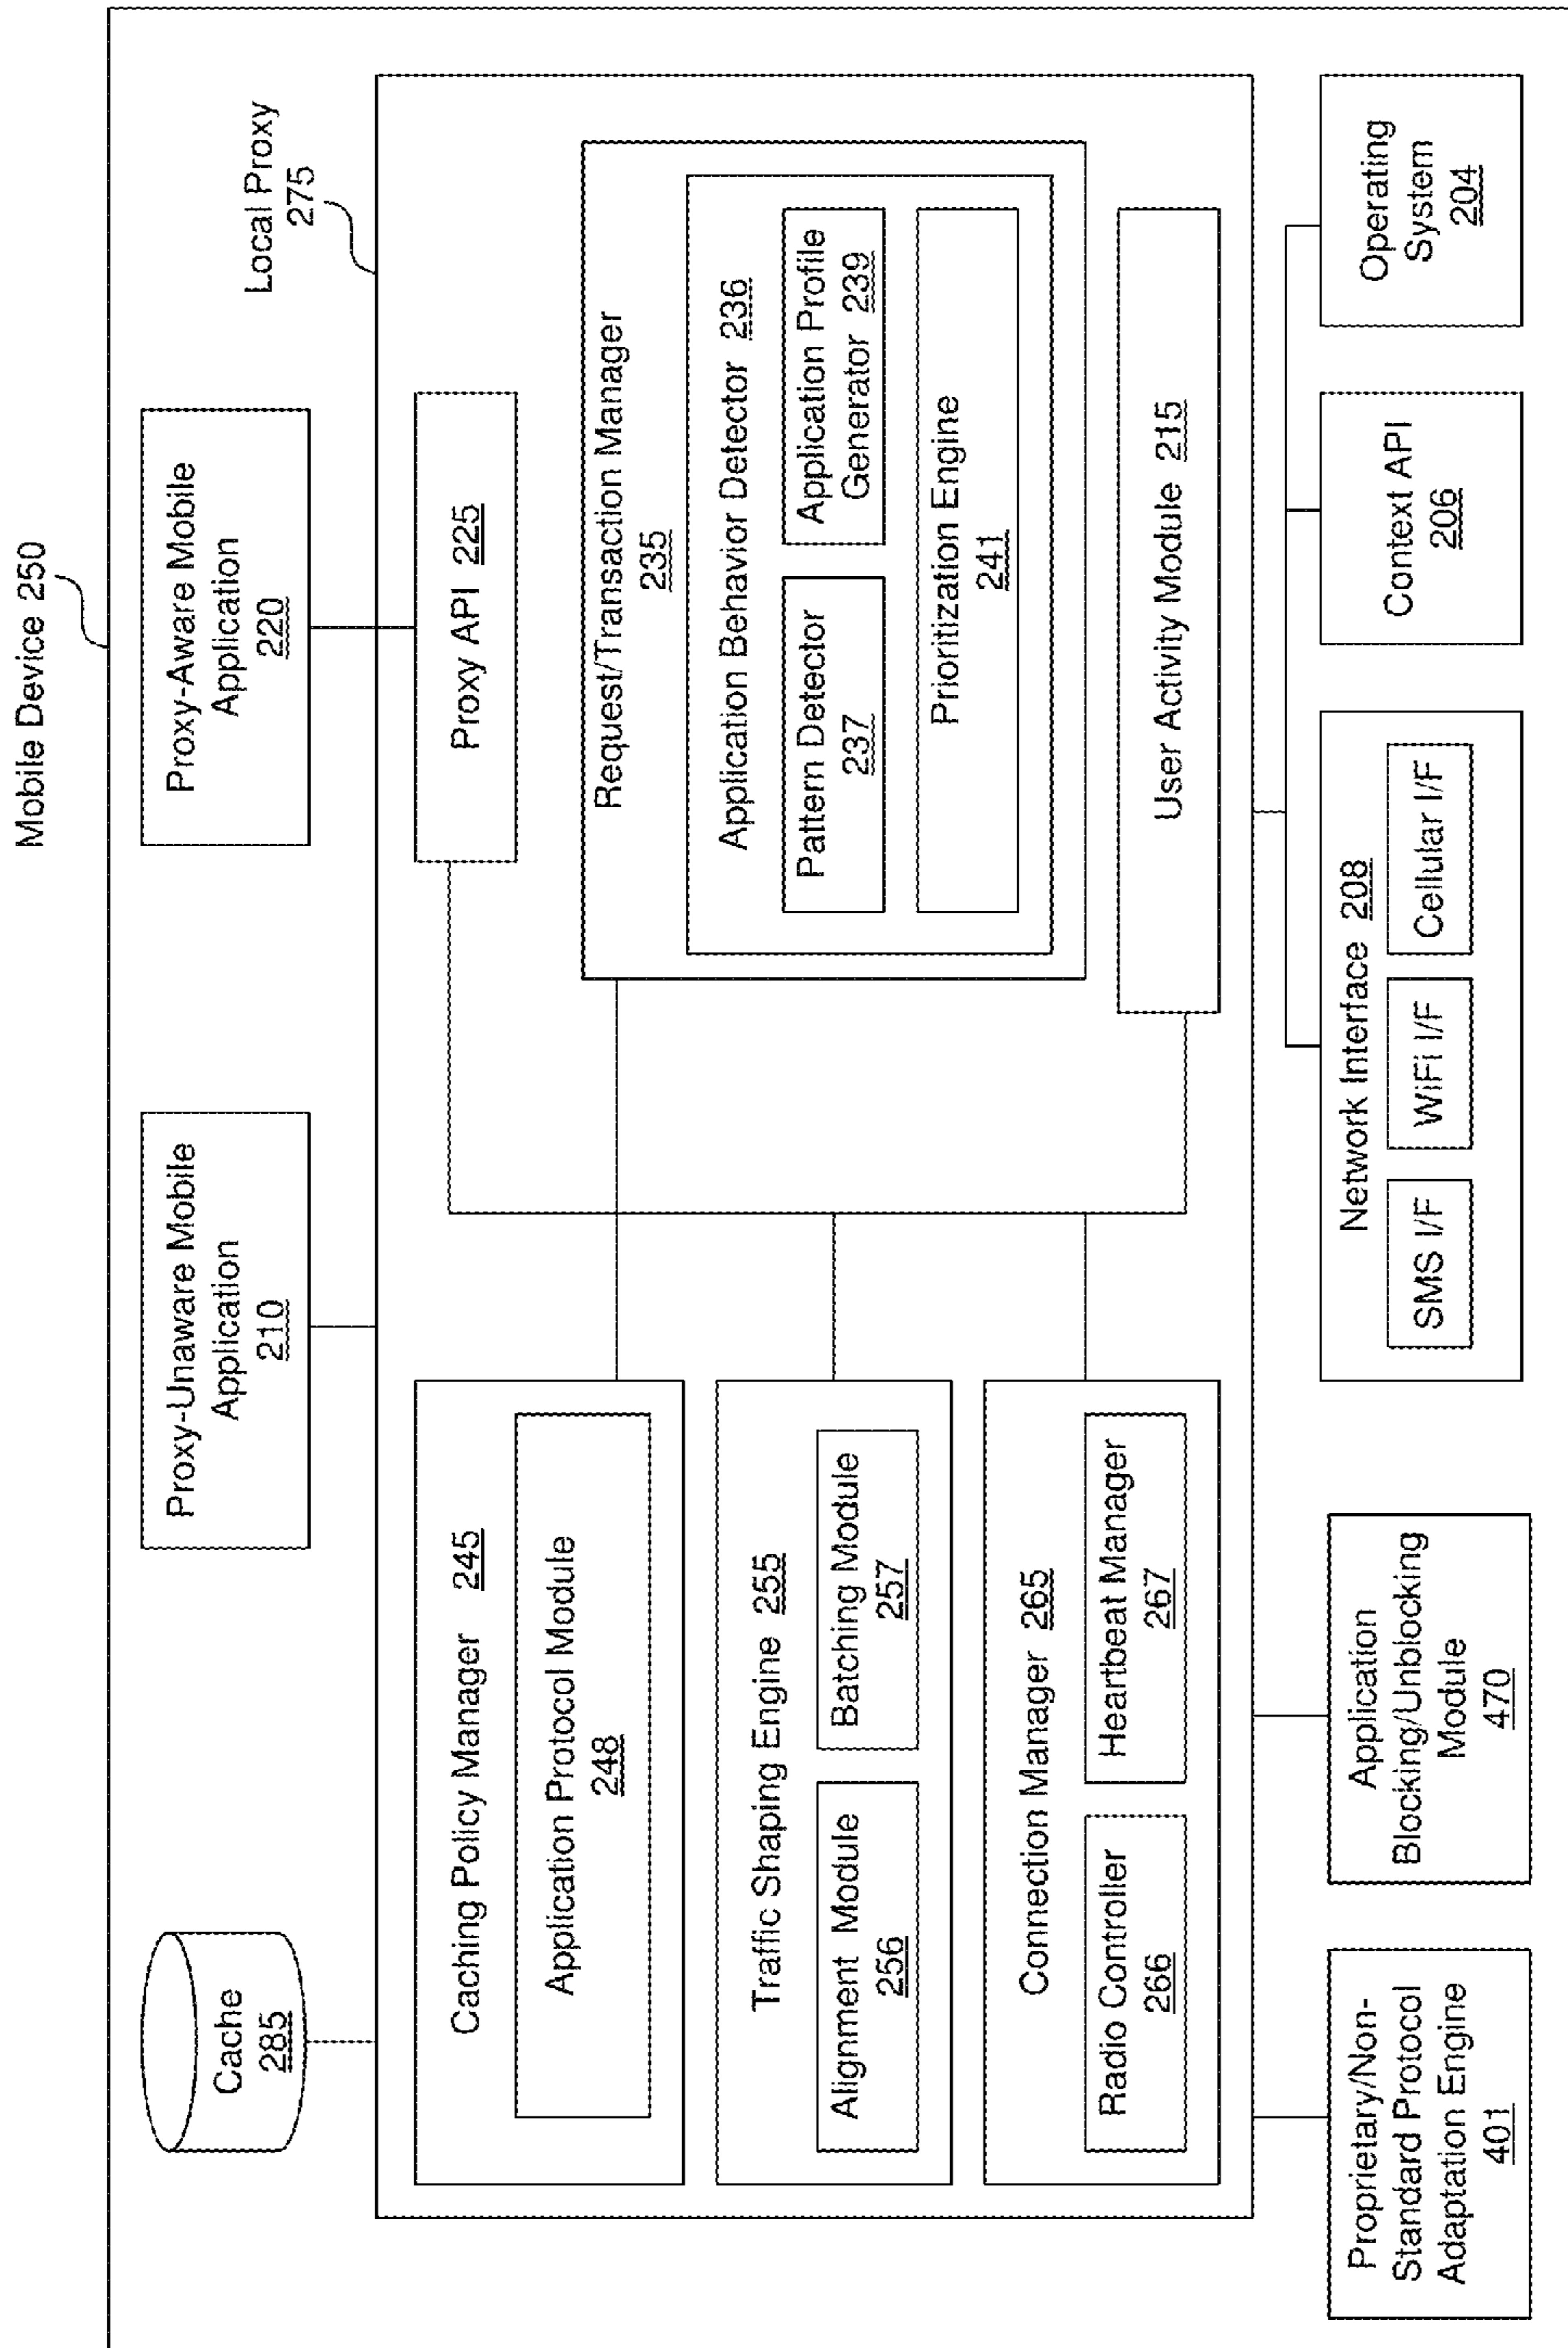 Mobile Device 250
Cache
285
Proxy-Unaware Mobile
Application
210
Proxy-Aware Mobile
Application
220
Local Proxy
275
Caching Policy Manager 245
Application Protocol Module
248
Traffic Shaping Engine 255
Alignment Module
256
Batching Module
257
Connection Manager 265
Radio Controller
266
Heartbeat Manager
267
Proxy API 225
Request/Transaction Manager
235
Application Behavior Detector 236
Pattern Detector
237
Application Profile
Generator 239
Prioritization Engine
241
User Activity Module 215
Proprietary/Non-
Standard Protocol
Adaptation Engine
401
Application
Blocking/Unblocking
Module
470
Network Interface 208
SMS I/F
WiFi I/F
Cellular I/F
Context API
206
Operating
System
204